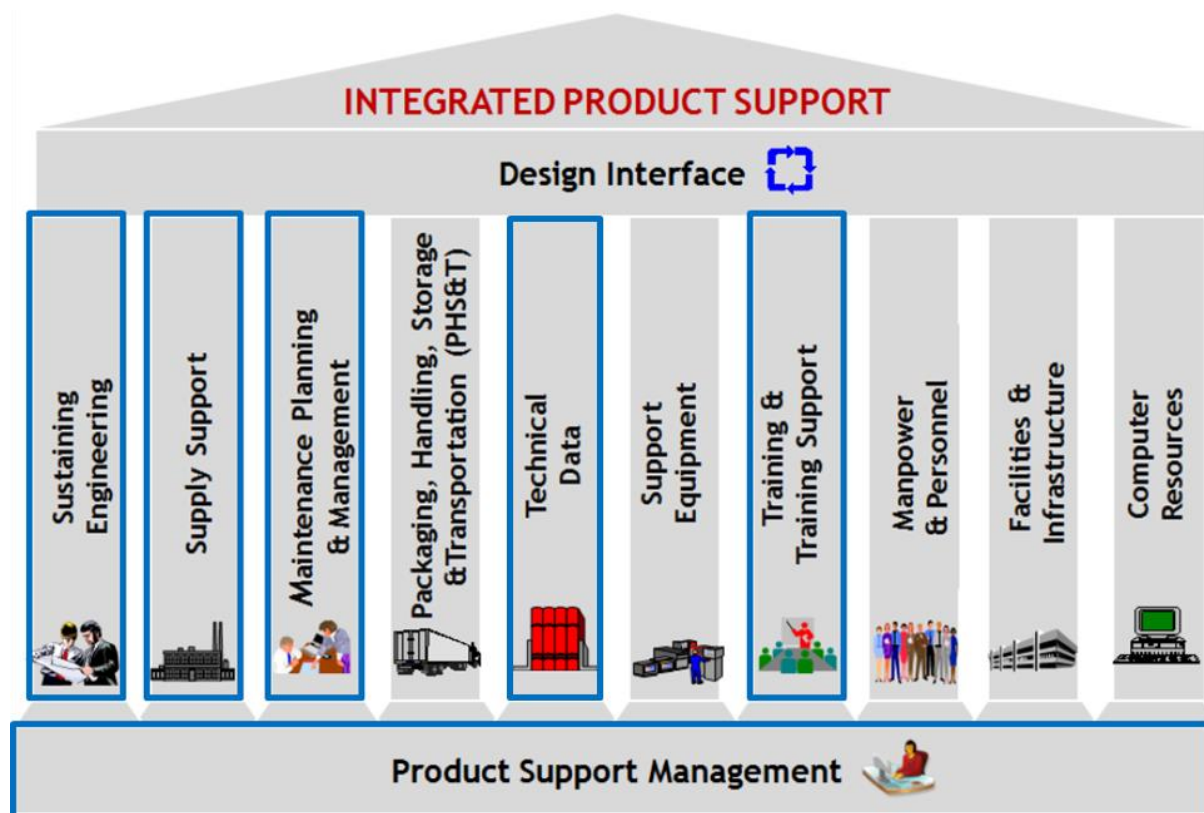 INTEGRATED PRODUCT SUPPORT
Design Interface
Sustaining
Engineering
Supply Support
Maintenance Planning
& Management
Packaging, Handling, Storage
&Transportation (PHS&T)
Technical
Data
Support
Equipment
Training &
Training Support
Manpower
& Personnel
Facilities &
Infrastructure
Computer
Resources
Product Support Management